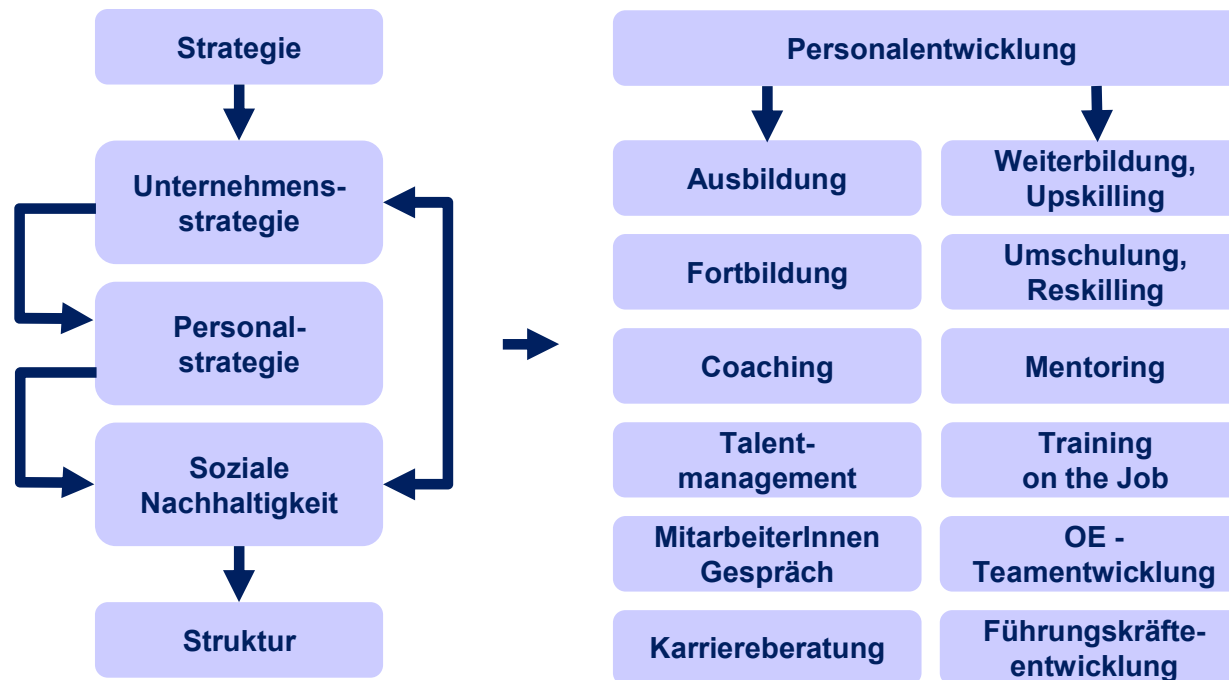 Strategie
Unternehmens-
strategie
Personal-
strategie
Soziale
Nachhaltigkeit
Struktur
Personalentwicklung
Ausbildung
Weiterbildung,
Upskilling
Fortbildung
Umschulung,
Reskilling
Coaching
Mentoring
Talent-
management
Training
on the Job
MitarbeiterInnen
Gespräch
OE -
Teamentwicklung
Karriereberatung
Führungskräfte-
entwicklung